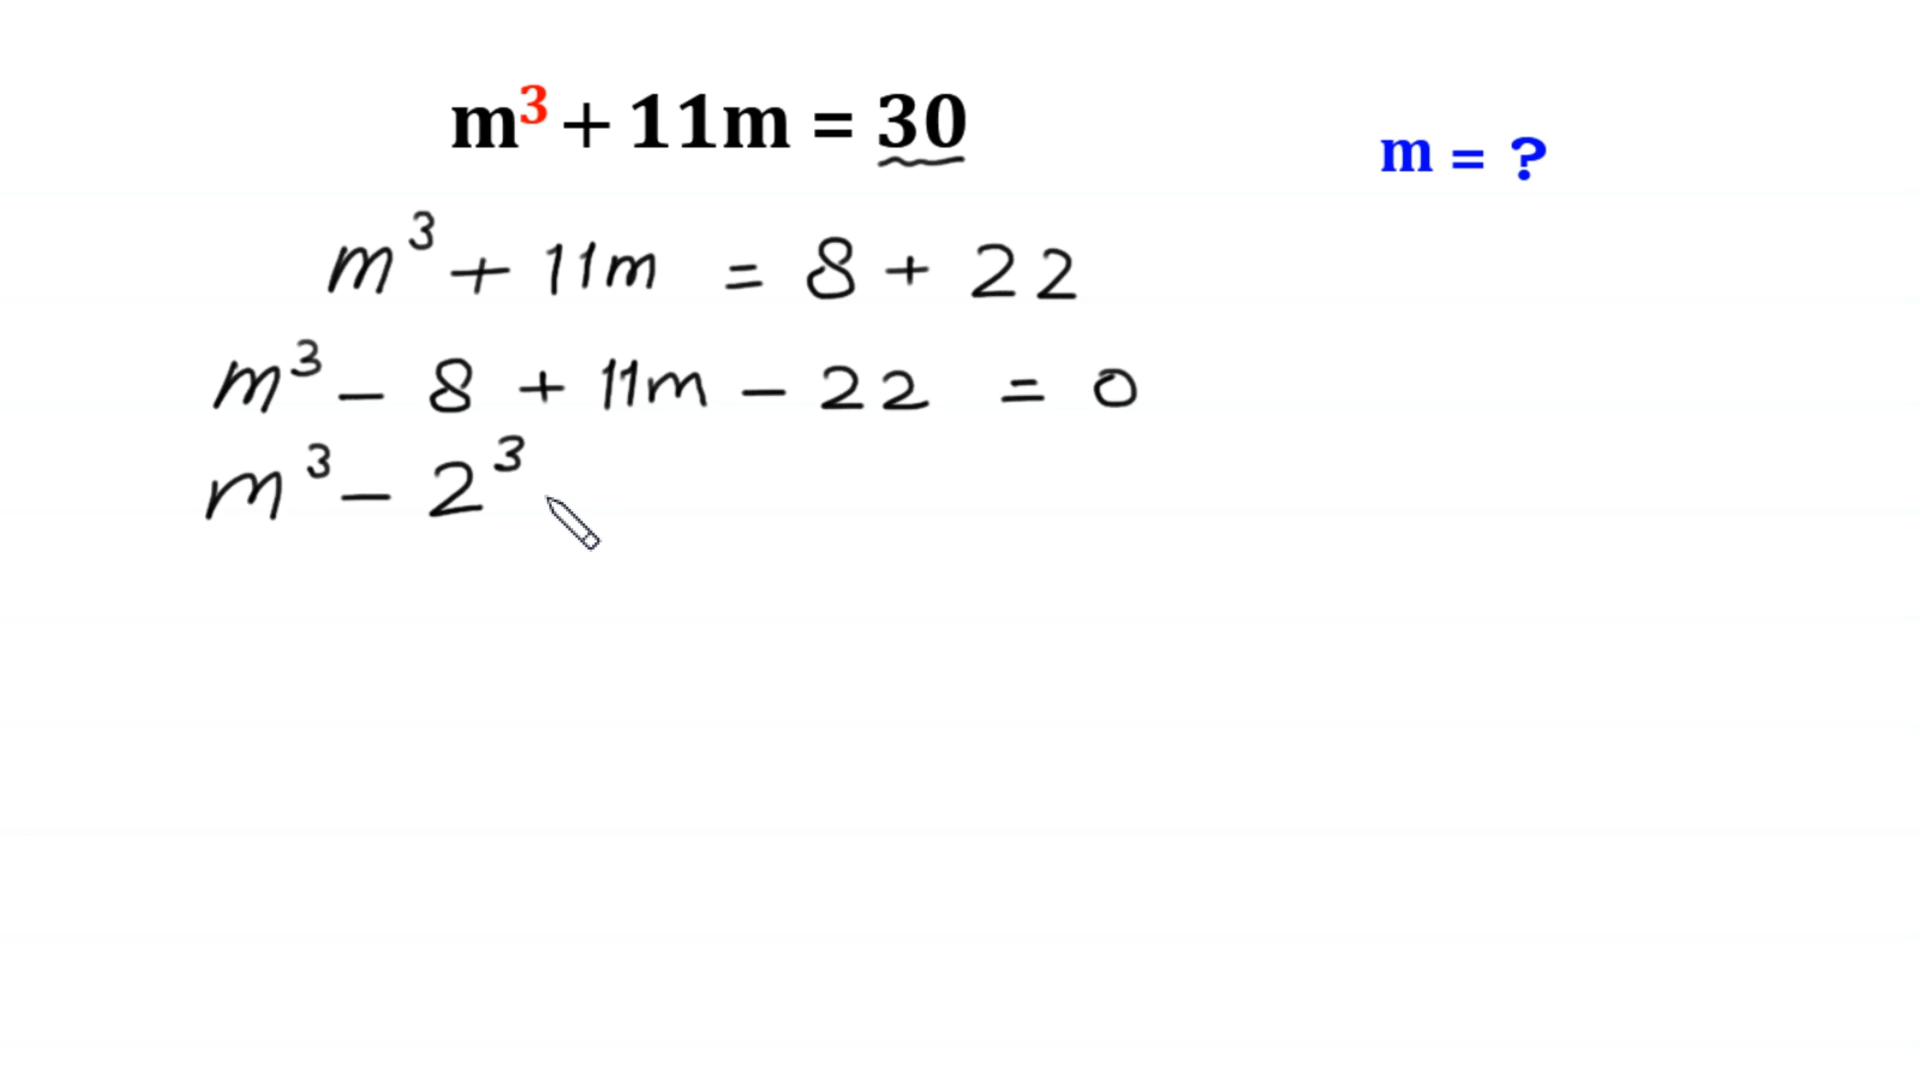 m³ + 11m = 30
m = ?
m³ + 11m = 8 + 22
m³ - 8 + 11m - 22 = 0
m³ - 2³